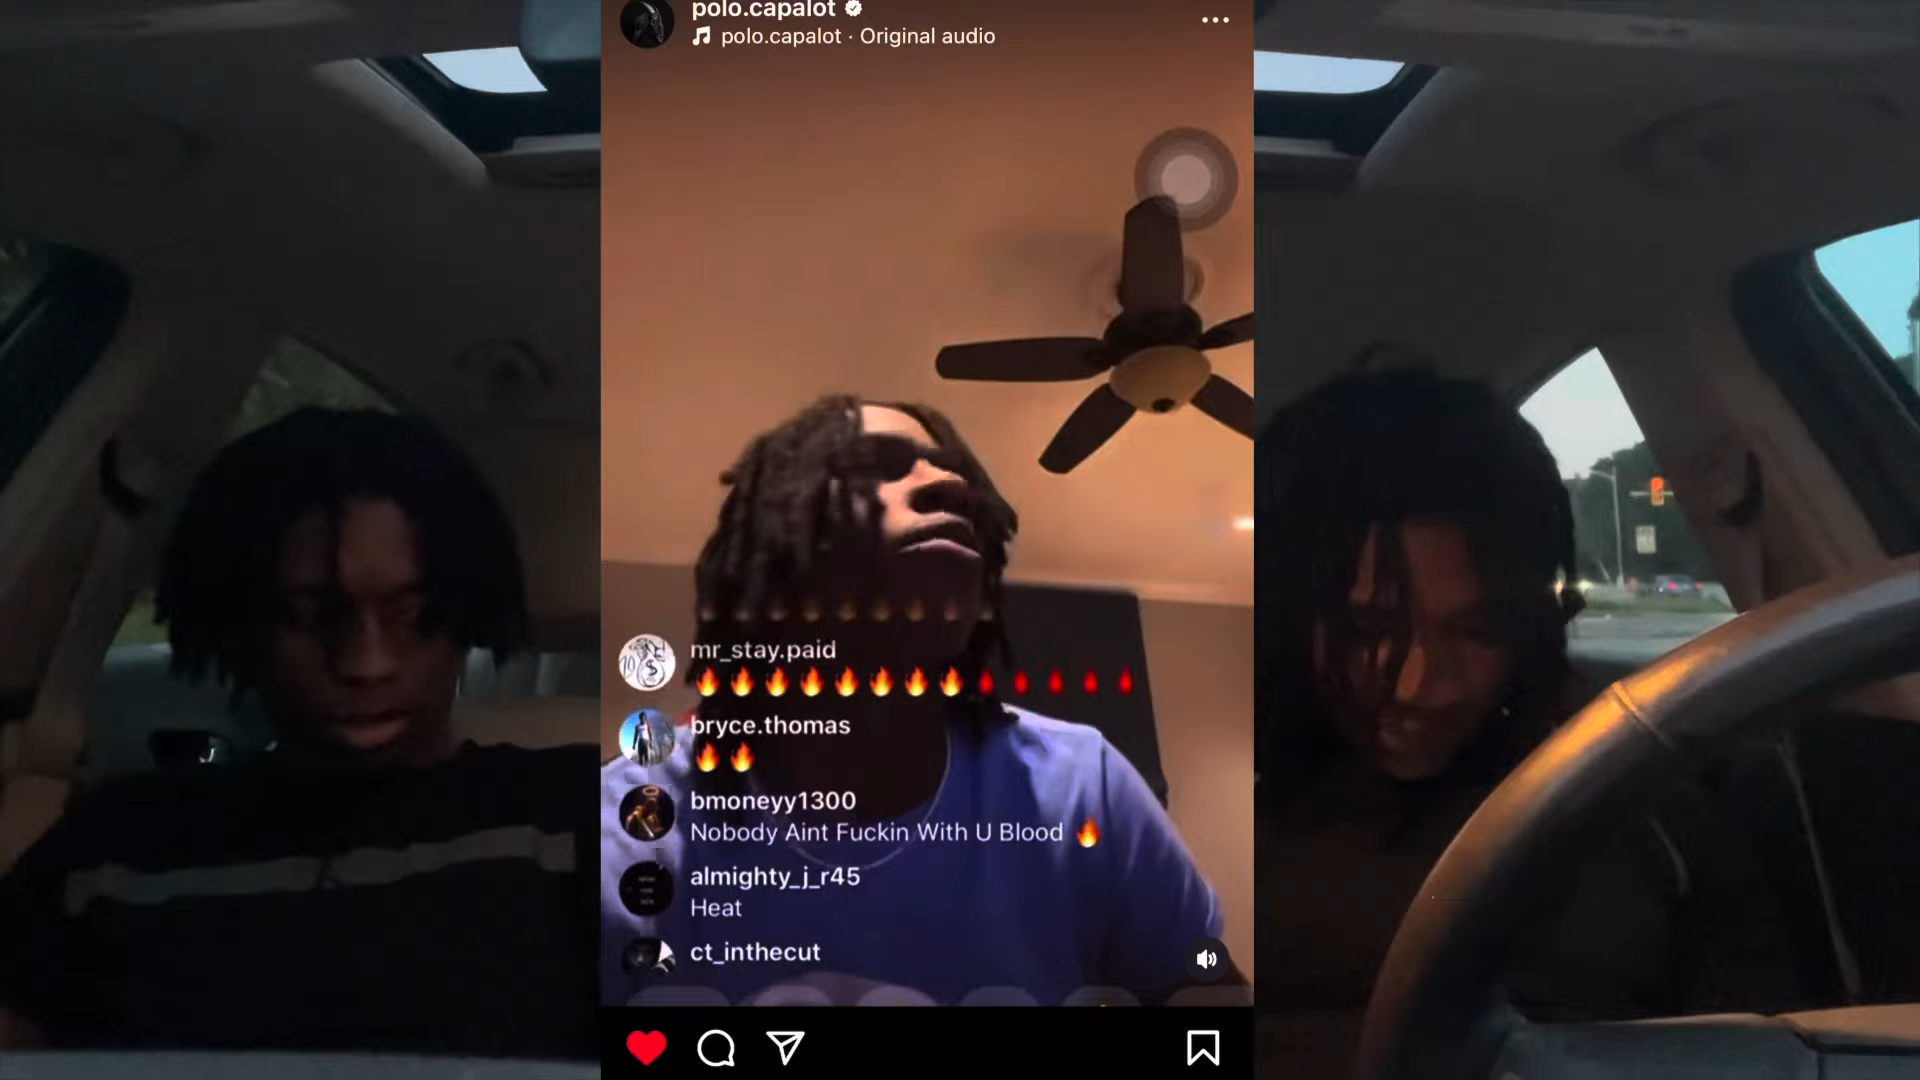 polo.capalot
polo.capalot · Original audio
mr_stay.paid
🔥🔥🔥🔥🔥🔥🔥🔥🩸🩸🩸🩸🩸
bryce.thomas
🔥🔥
bmoneyy1300
Nobody Aint Fuckin With U Blood 🔥
almighty_j_r45
Heat
ct_inthecut